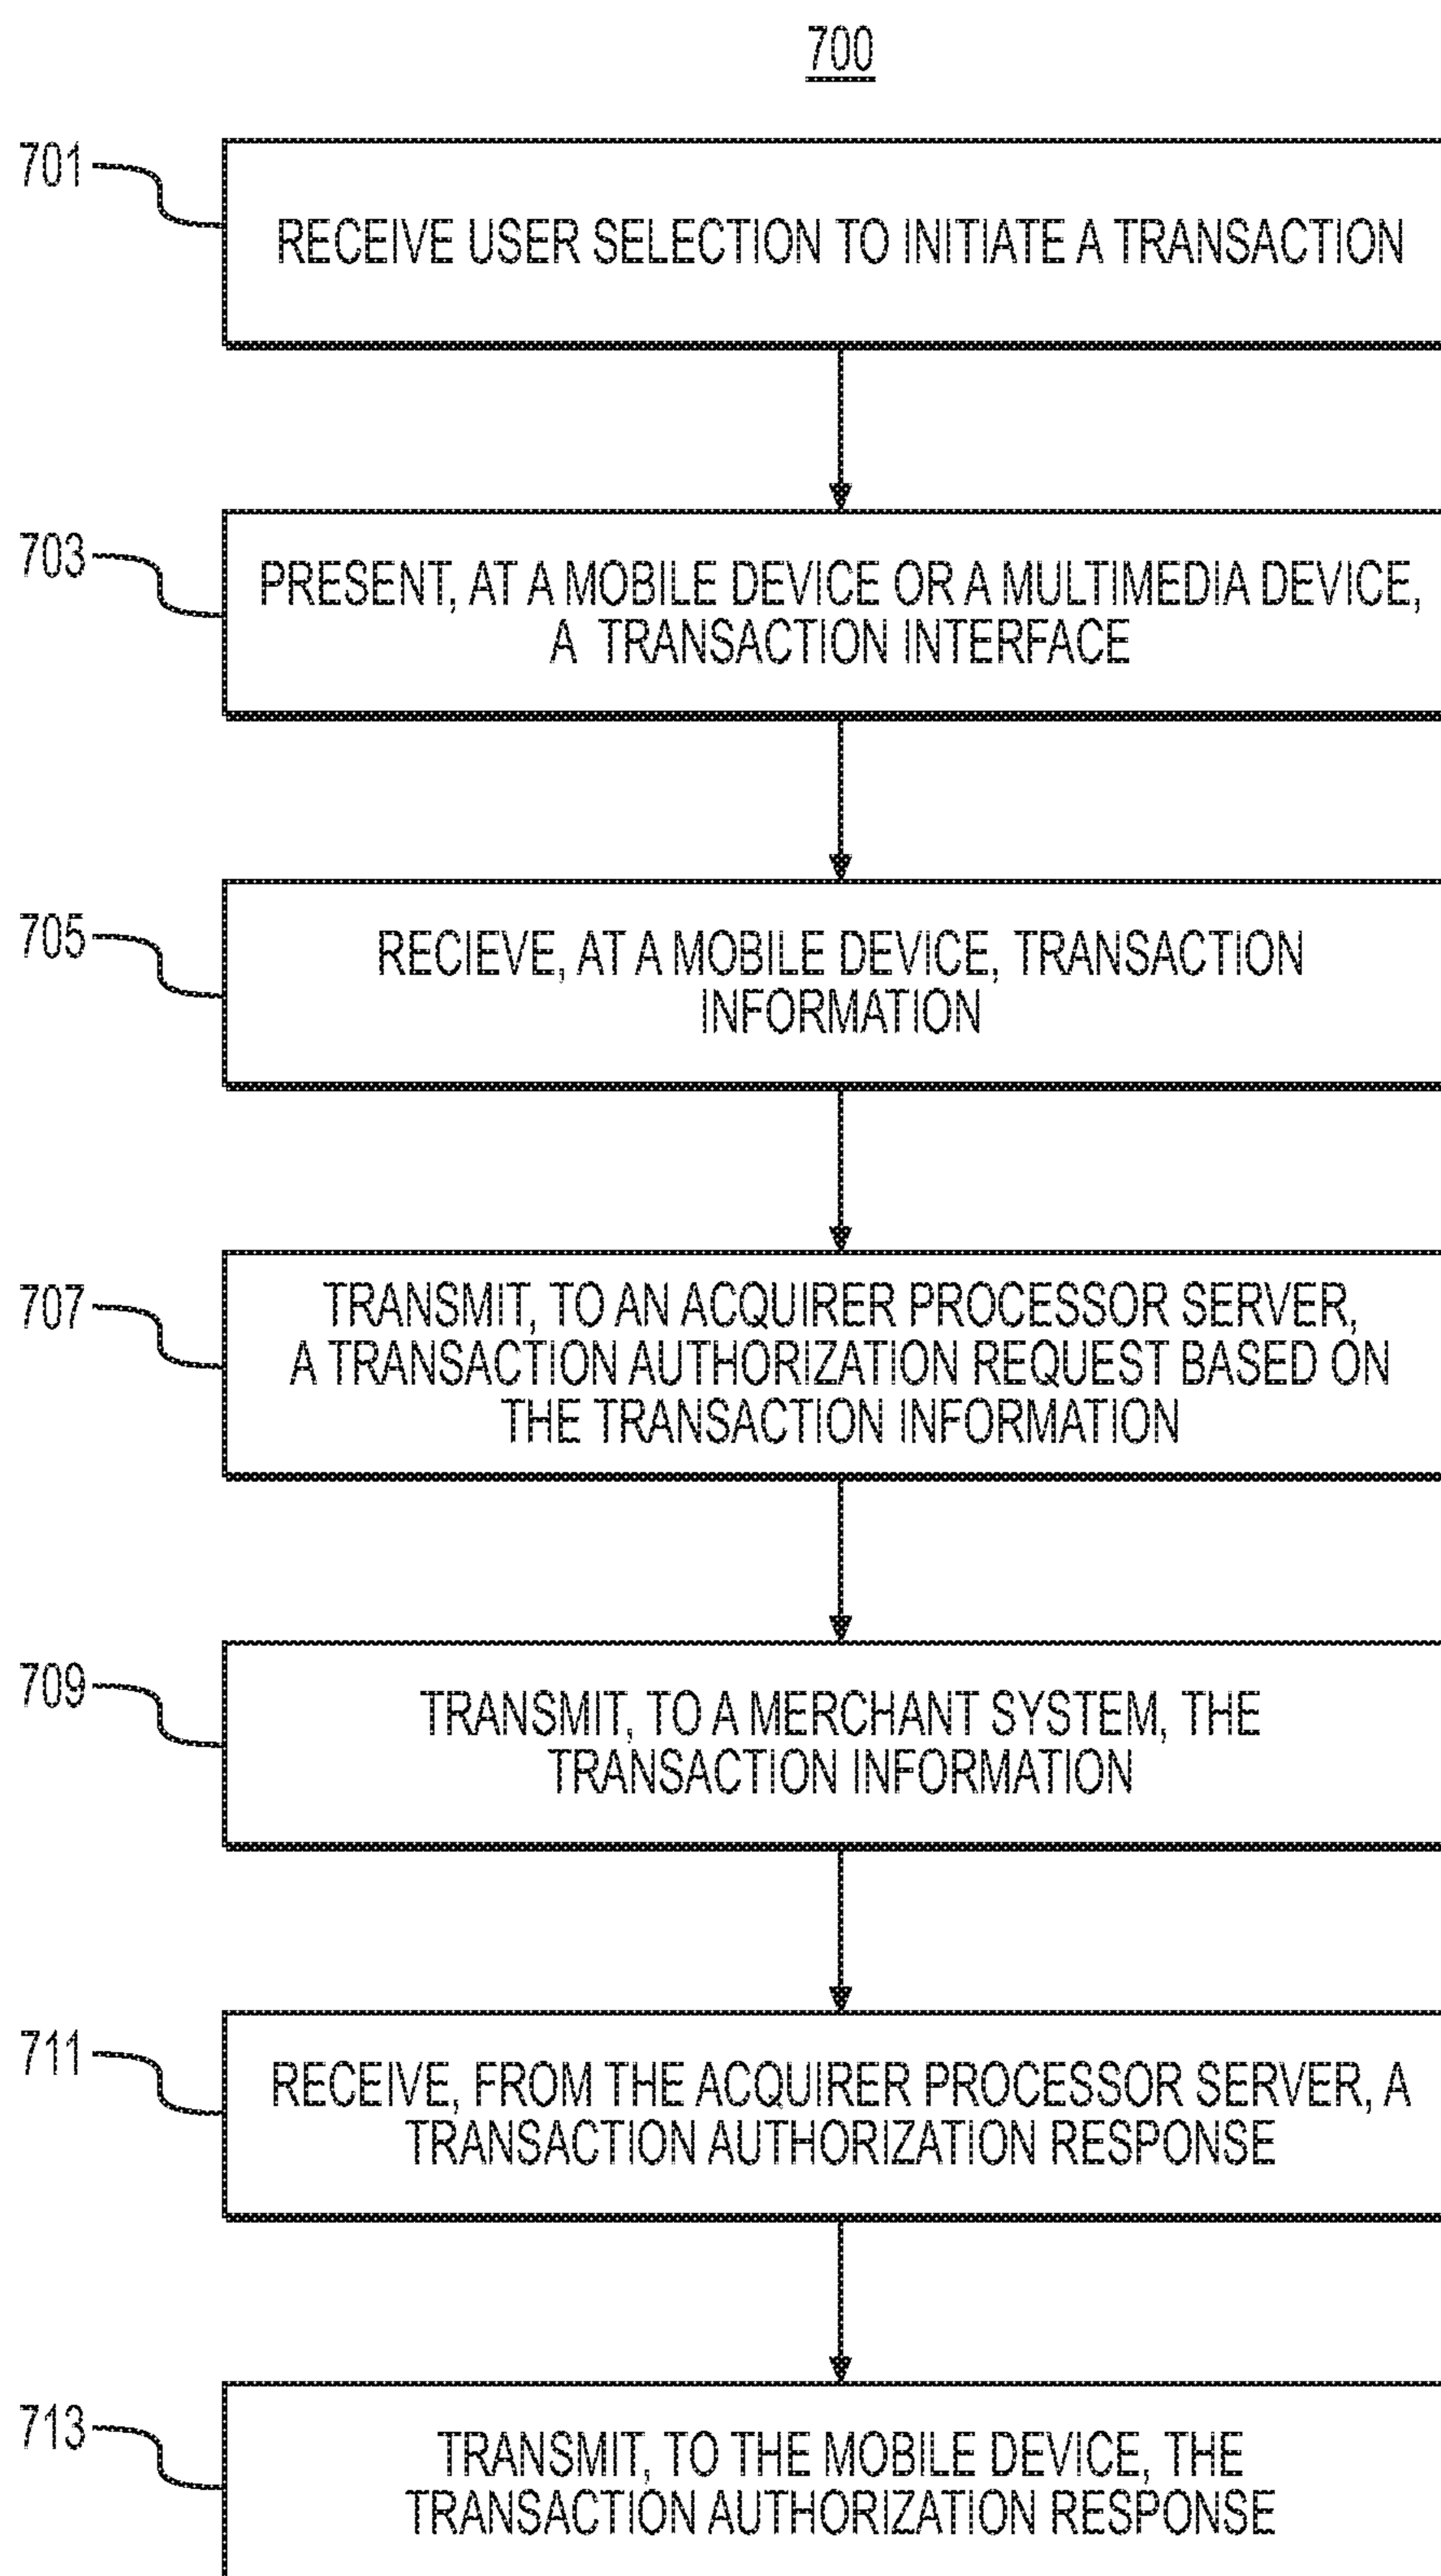 700
701
RECEIVE USER SELECTION TO INITIATE A TRANSACTION
703
PRESENT, AT A MOBILE DEVICE OR A MULTIMEDIA DEVICE,
A TRANSACTION INTERFACE
705
RECIEVE, AT A MOBILE DEVICE, TRANSACTION
INFORMATION
707
TRANSMIT, TO AN ACQUIRER PROCESSOR SERVER,
A TRANSACTION AUTHORIZATION REQUEST BASED ON
THE TRANSACTION INFORMATION
709
TRANSMIT, TO A MERCHANT SYSTEM, THE
TRANSACTION INFORMATION
711
RECEIVE, FROM THE ACQUIRER PROCESSOR SERVER, A
TRANSACTION AUTHORIZATION RESPONSE
713
TRANSMIT, TO THE MOBILE DEVICE, THE
TRANSACTION AUTHORIZATION RESPONSE